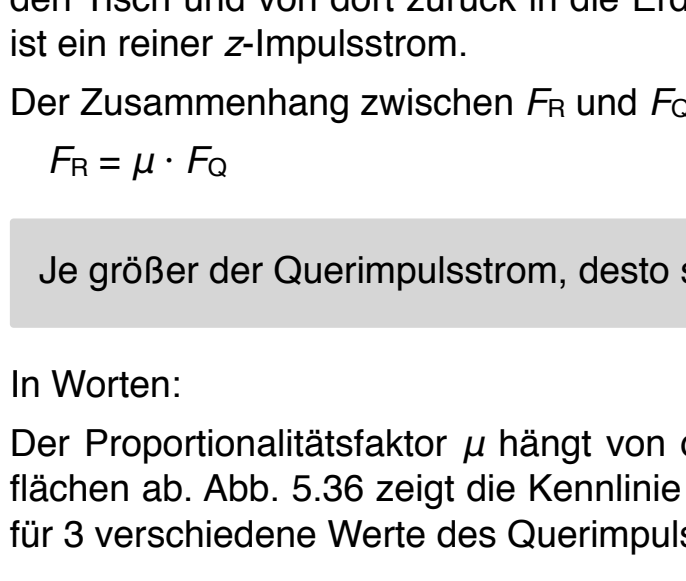 den Tisch und von dort zurück in die Erd
ist ein reiner z-Impulsstrom.
Der Zusammenhang zwischen FR und FQ
FR = μ · FQ
Je größer der Querimpulsstrom, desto s
In Worten:
Der Proportionalitätsfaktor μ hängt von
flächen ab. Abb. 5.36 zeigt die Kennlinie
für 3 verschiedene Werte des Querimpuls